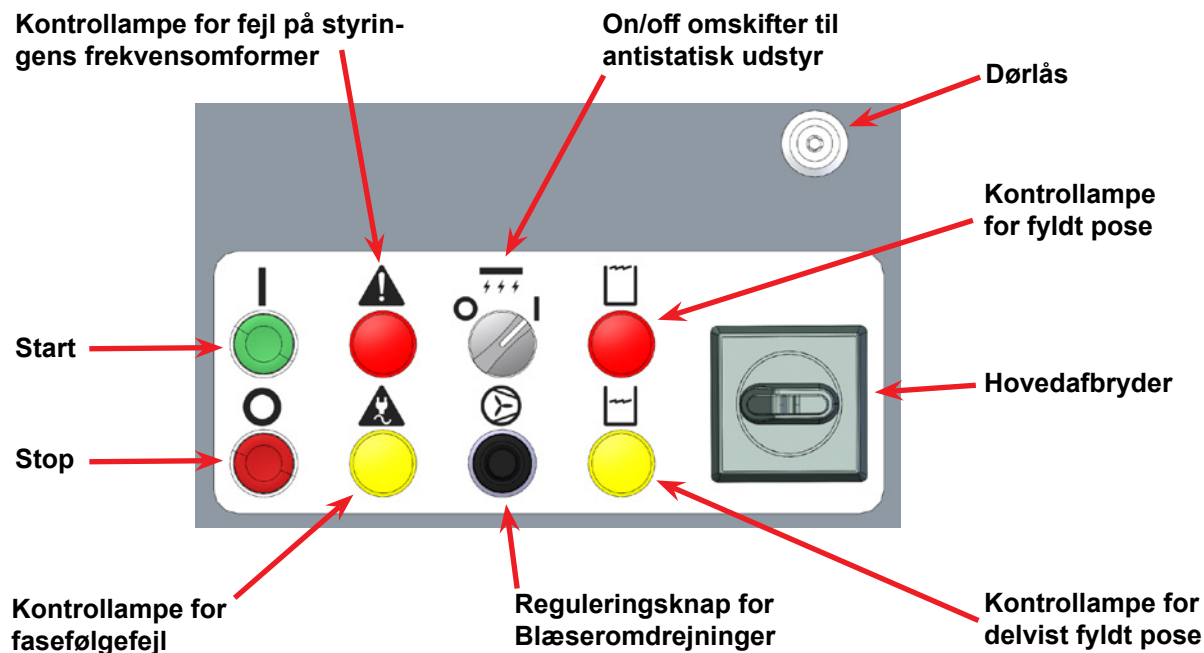 Kontrollampe for fejl på styrin-
gens frekvensomformer
On/off omskifter til
antistatisk udstyr
Dørlås
Kontrollampe
for fyldt pose
Start
Hovedafbryder
Stop
Kontrollampe for
fasefølgefejl
Reguleringsknap for
Blæseromdrejninger
Kontrollampe for
delvist fyldt pose